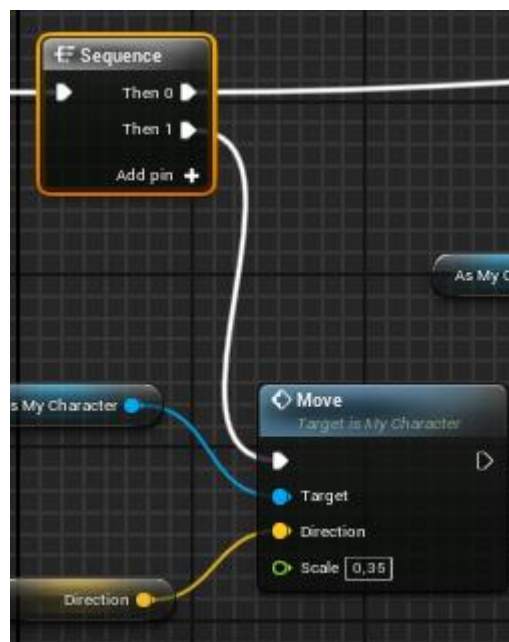 Sequence
Then 0
Then 1
Add pin
As My
s My Character
Move
Target is My Character
Target
Direction
Scale 0,35
Direction